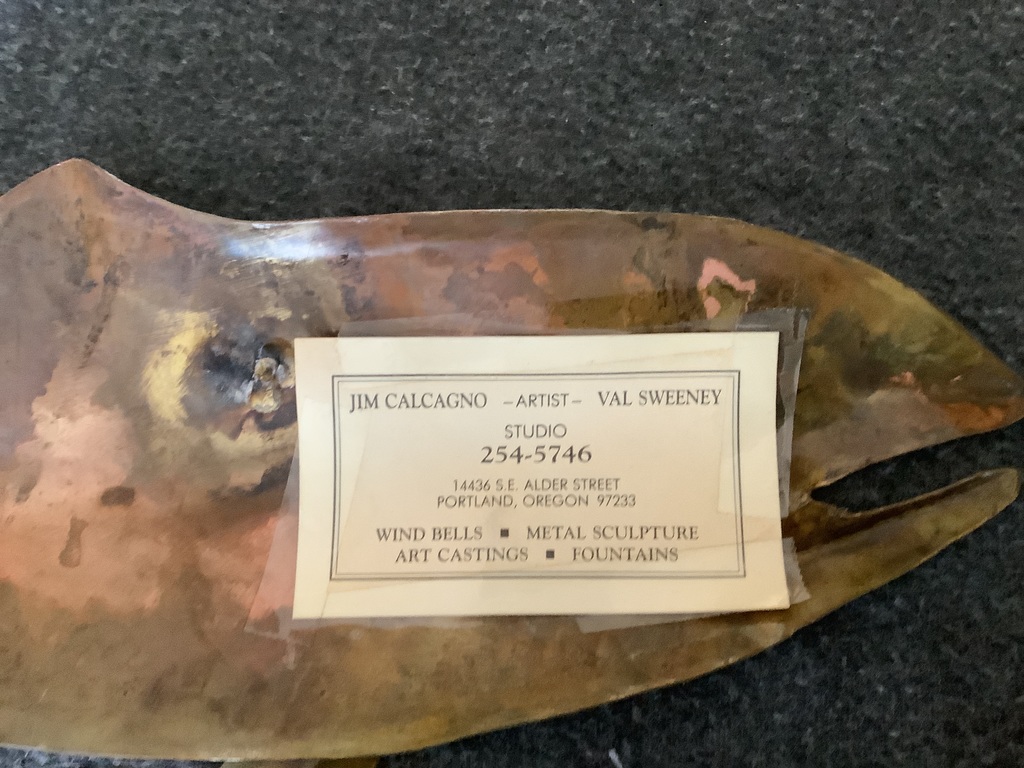 JIM CALCAGNO –ARTIST– VAL SWEENEY
STUDIO
254-5746
14436 S.E. ALDER STREET
PORTLAND, OREGON 97233
WIND BELLS ■ METAL SCULPTURE
ART CASTINGS ■ FOUNTAINS